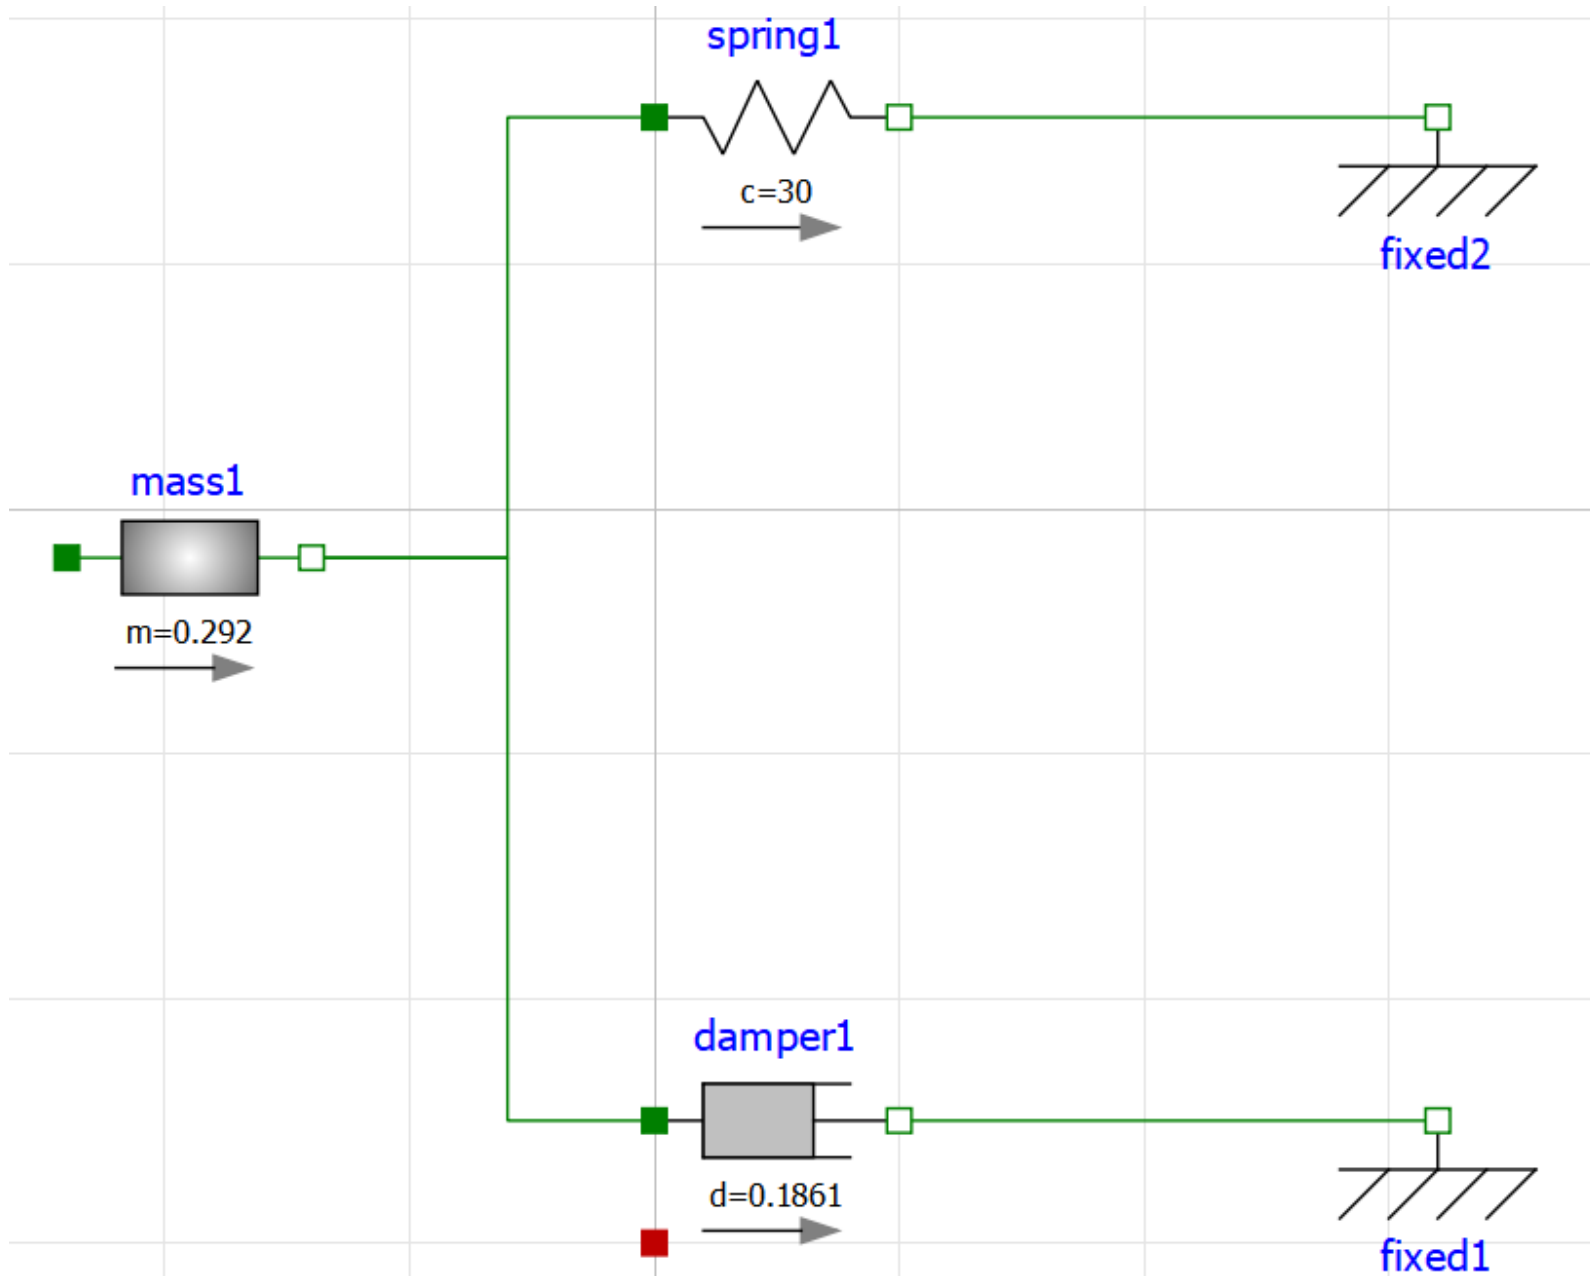 spring1
c=30
fixed2
mass1
m=0.292
damper1
d=0.1861
fixed1